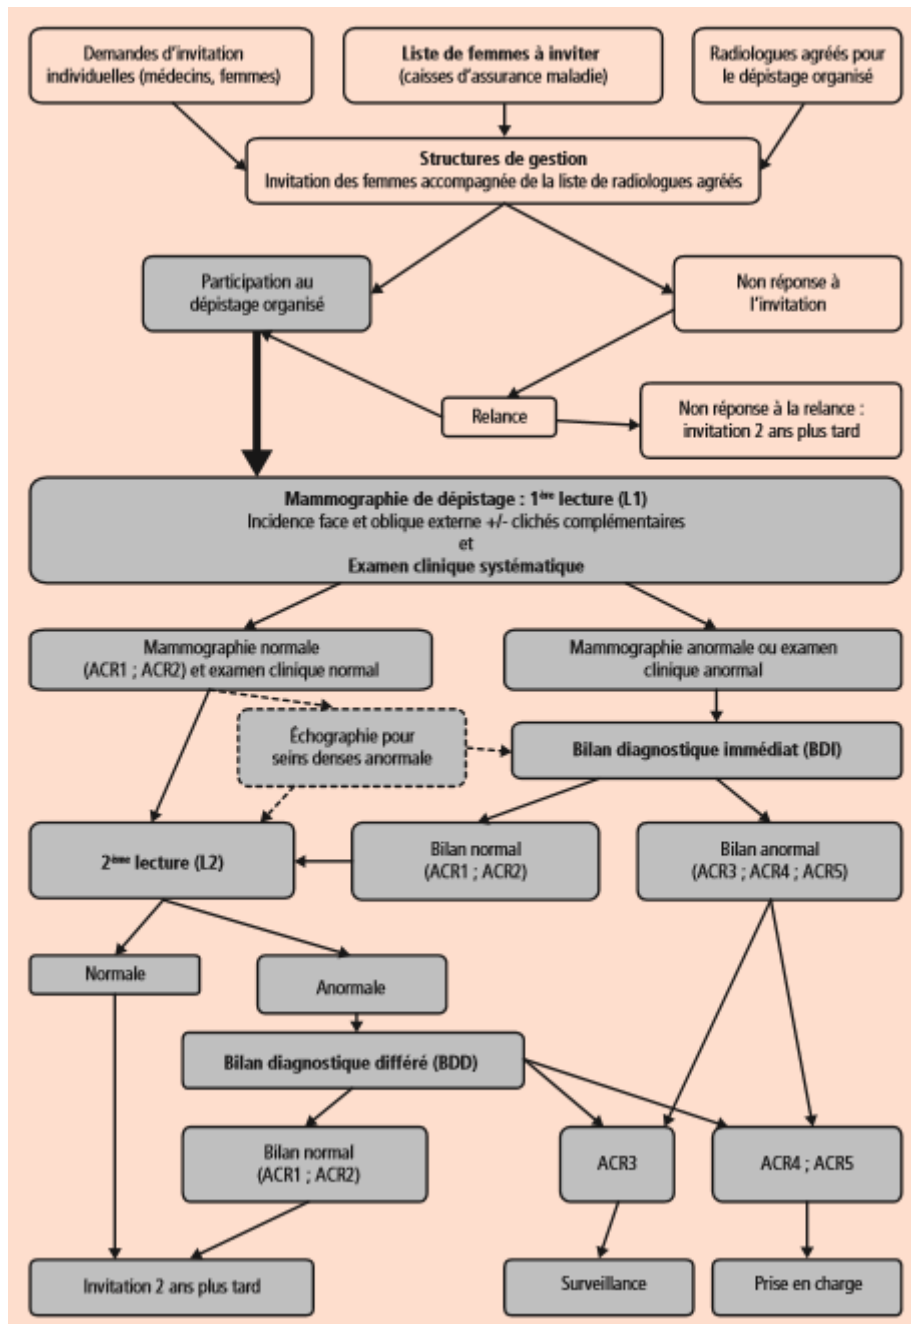 Demandes d'invitation
individuelles (médecins, femmes)
Liste de femmes à inviter
(caisses d'assurance maladie)
Radiologues agréés pour
le dépistage organisé
Structures de gestion
Invitation des femmes accompagnée de la liste de radiologues agréés
Participation au
dépistage organisé
Non réponse à
l'invitation
Relance
Non réponse à la relance :
invitation 2 ans plus tard
Mammographie de dépistage : 1ère lecture (L1)
Incidence face et oblique externe +/- clichés complémentaires
et
Examen clinique systématique
Mammographie normale
(ACR1 ; ACR2) et examen clinique normal
Mammographie anormale ou examen
clinique anormal
Échographie pour
seins denses anormale
Bilan diagnostique immédiat (BDI)
2ème lecture (L2)
Bilan normal
(ACR1 ; ACR2)
Bilan anormal
(ACR3 ; ACR4 ; ACR5)
Normale
Anormale
Bilan diagnostique différé (BDD)
Bilan normal
(ACR1 ; ACR2)
ACR3
ACR4 ; ACR5
Invitation 2 ans plus tard
Surveillance
Prise en charge